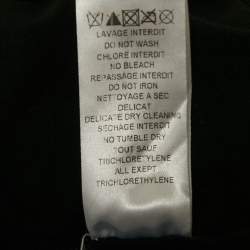 LAVAGE INTERDIT
DO NOT WASH
CHLORE INTERDIT
NO BLEACH
REPASSAGE INTERDIT
DO NOT IRON
NETTOYAGE A SEC
DELICAT
DELICATE DRY CLEANING
SECHAGE INTERDIT
NO TUMBLE DRY
TOUT SAUF
TRICHLORETYLENE
ALL EXEPT
TRICHLORETHYLENE